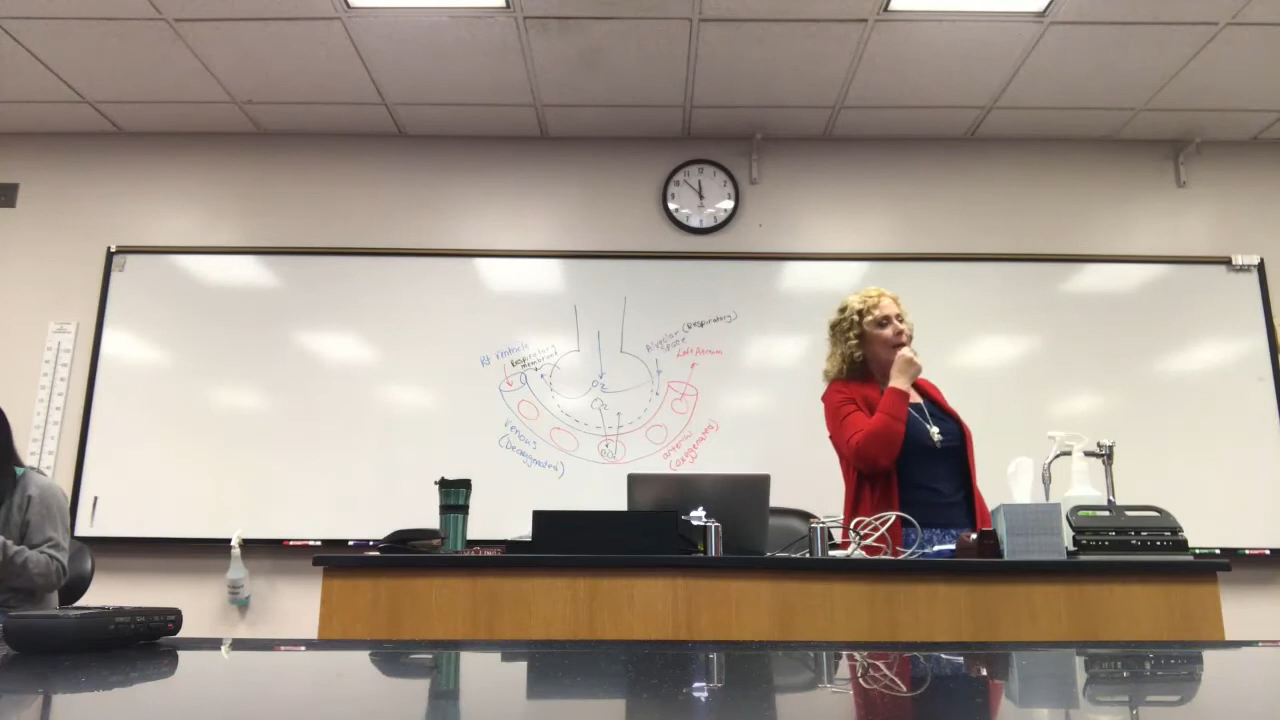 Rt Ventricle
Respiratory
membrane
Alveolar (Respiratory)
Space
Left Atrium
O2
O2
CO2
venous
(Deoxygenated)
arterial
(oxygenated)